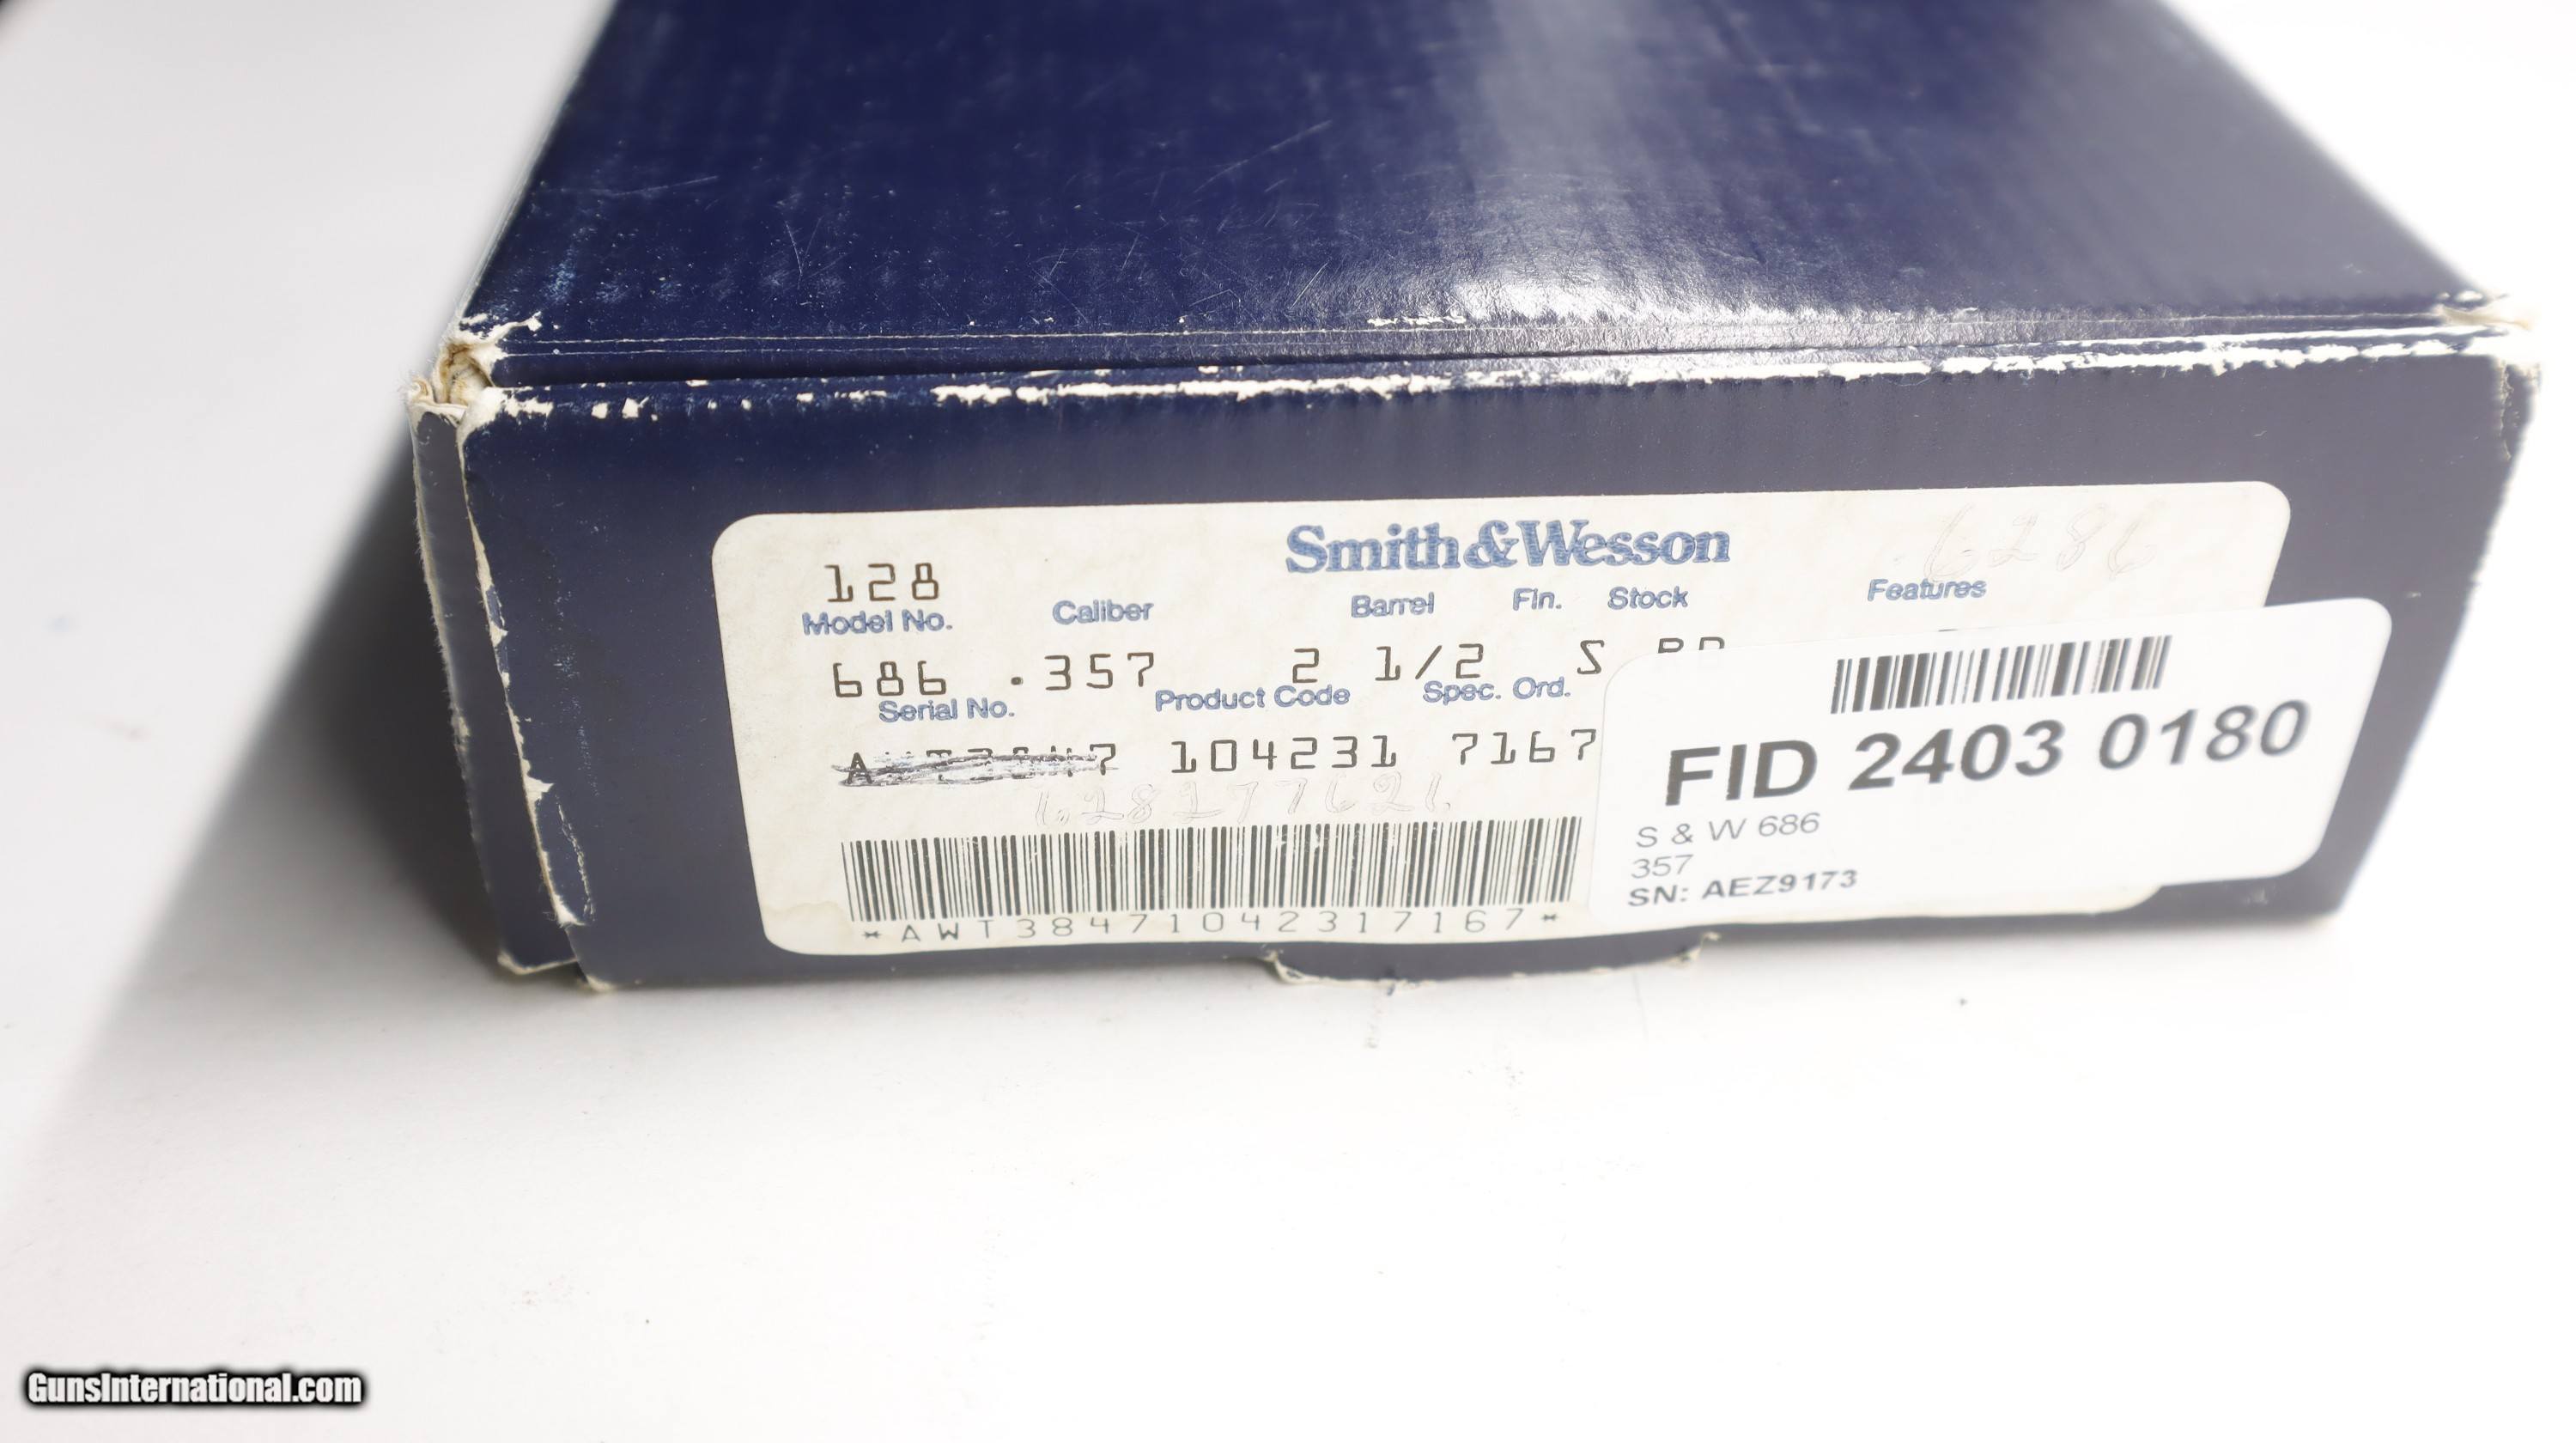 Smith&Wesson
6286
128
Model No. Caliber Barrel Fin. Stock Features
686 .357 2 1/2 S
Serial No. Product Code Spec. Ord.
104231 7167
*AWT38471042317167*
FID 2403 0180
S & W 686
357
SN: AEZ9173
GunsInternational.com